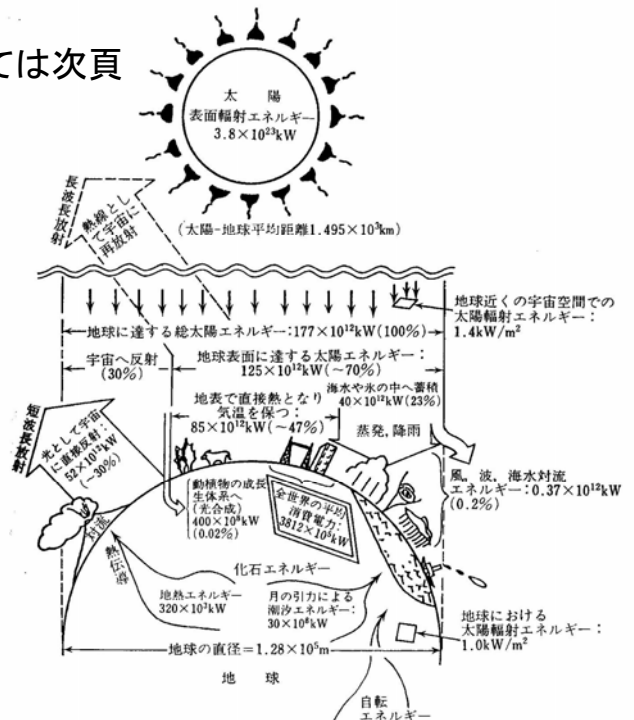 ては次頁
太陽
表面輻射エネルギー
3.8×10²³kW
(太陽-地球平均距離1.495×10³km)
長波長放射
熱線とし
て宇宙に
再放射
地球近くの宇宙空間での
太陽輻射エネルギー:
1.4kW/m²
地球に達する総太陽エネルギー:177×10¹²kW(100%)
宇宙へ反射
(30%)
地球表面に達する太陽エネルギー:
125×10¹²kW(~70%)
地表で直接熱となり
気温を保つ:
85×10¹²kW(~47%)
海水や氷の中へ蓄積
40×10¹²kW(23%)
蒸発,降雨
短波長放射
光として宇宙
に直接反射:
52×10¹²kW
(~30%)
風,波,海水対流
エネルギー:0.37×10¹²kW
(0.2%)
動植物の成長
生体系へ
(光合成)
400×10⁸kW
(0.02%)
全世界の平均
消費電力:
3812×10⁵kW
対流
熱伝導
化石エネルギー
地熱エネルギー
320×10³kW
月の引力による
潮汐エネルギー:
30×10⁸kW
地球における
太陽輻射エネルギー:
1.0kW/m²
地球の直径=1.28×10⁵m
地球
自転
エネルギー